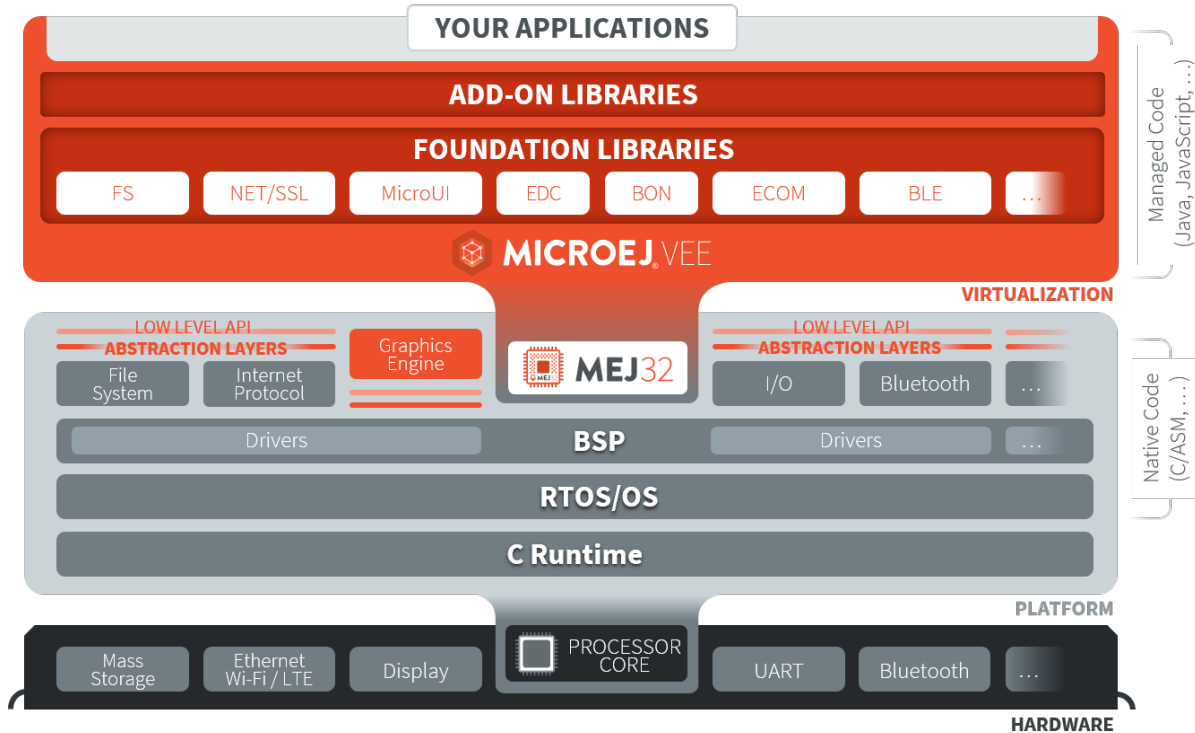 YOUR APPLICATIONS
ADD-ON LIBRARIES
FOUNDATION LIBRARIES
FS
NET/SSL
MicroUI
EDC
BON
ECOM
BLE
...
MICROEJ® VEE
Managed Code
(Java, JavaScript, ...)
VIRTUALIZATION
LOW LEVEL API
ABSTRACTION LAYERS
File
System
Internet
Protocol
Graphics
Engine
MEJ
MEJ32
LOW LEVEL API
ABSTRACTION LAYERS
I/O
Bluetooth
...
Drivers
BSP
Drivers
...
RTOS/OS
C Runtime
Native Code
(C/ASM, ...)
PLATFORM
Mass
Storage
Ethernet
Wi-Fi / LTE
Display
PROCESSOR
CORE
UART
Bluetooth
...
HARDWARE